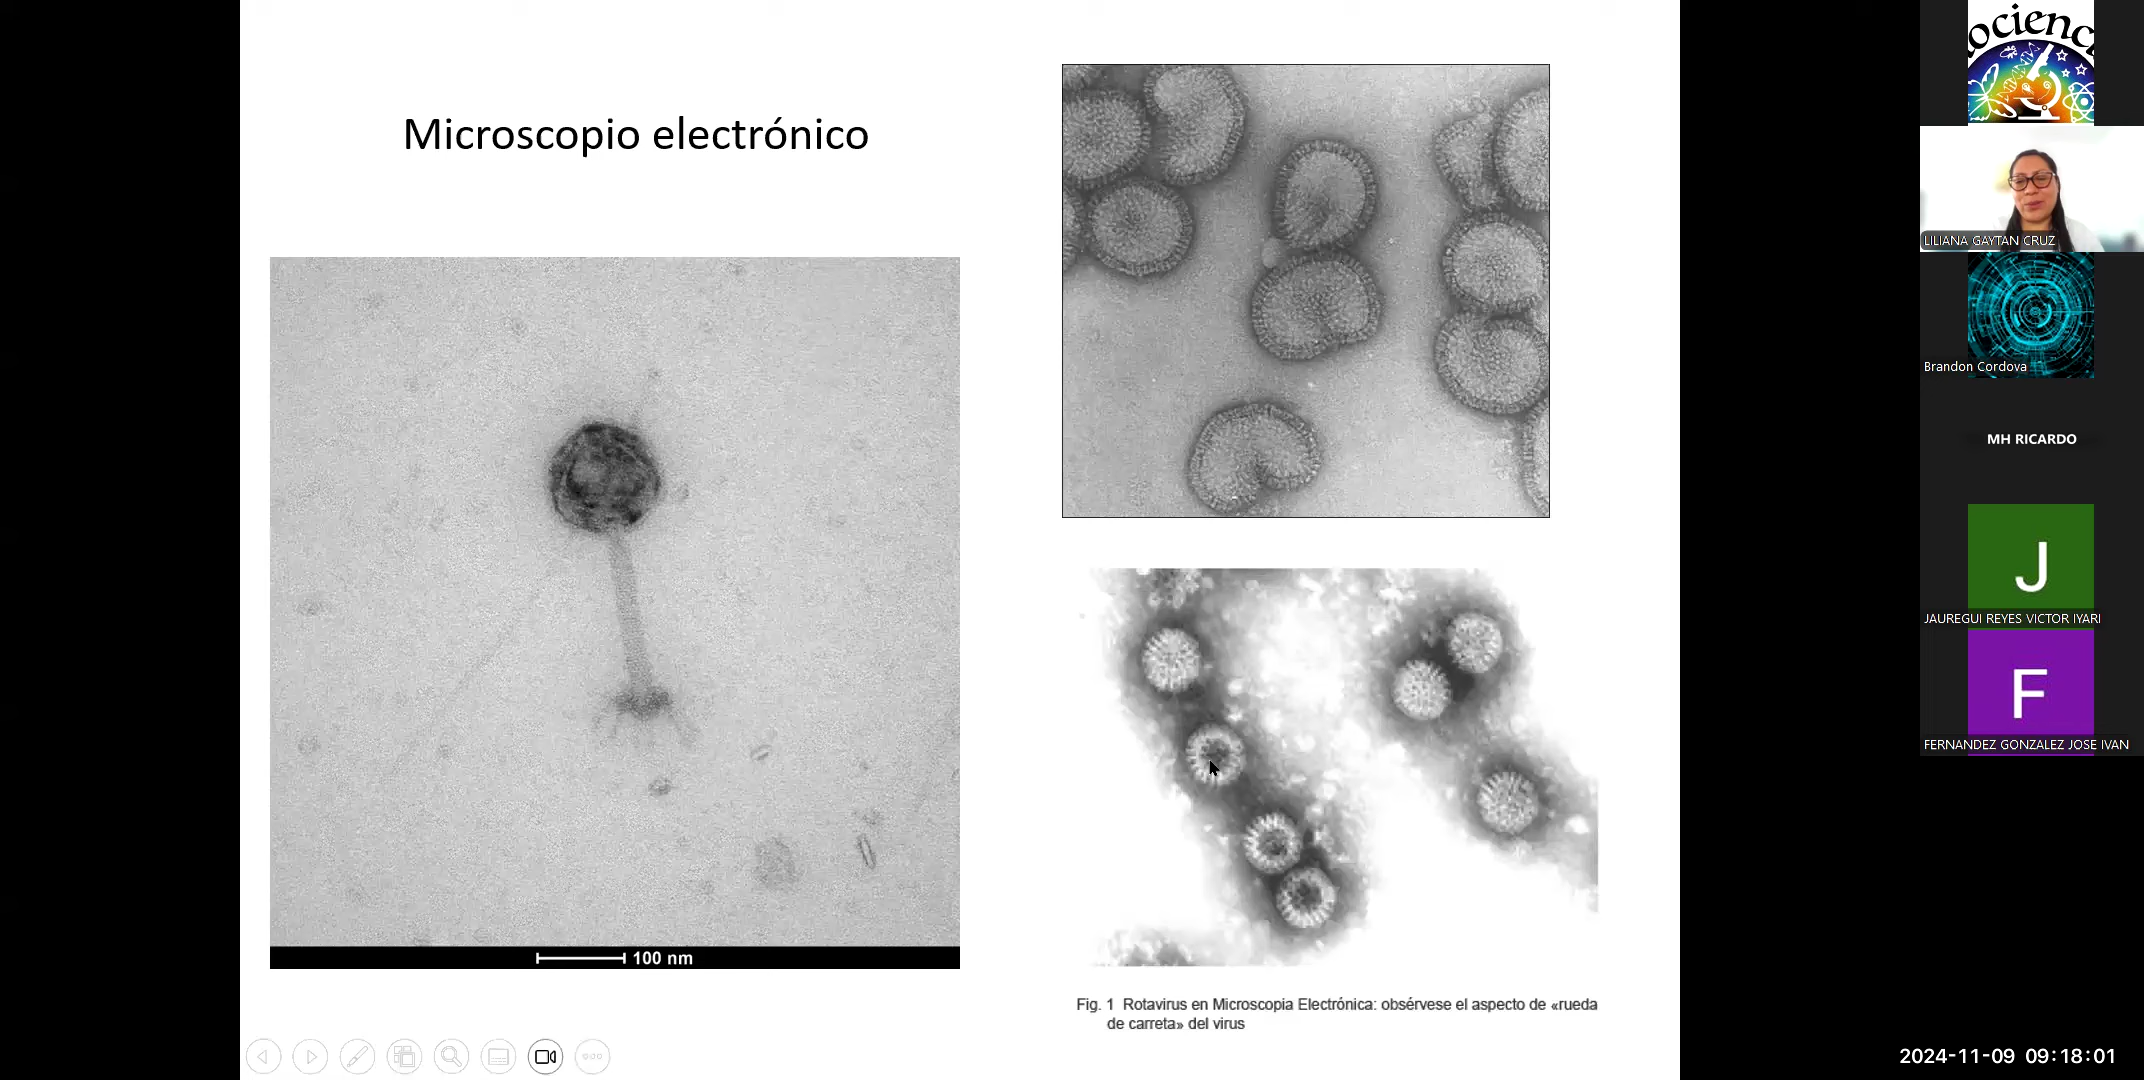 Microscopio electrónico
100 nm
Fig. 1 Rotavirus en Microscopia Electrónica: obsérvese el aspecto de «rueda
de carreta» del virus
ocienc
LILIANA GAYTAN CRUZ
Brandon Cordova
MH RICARDO
J
JAUREGUI REYES VICTOR IYARI
F
FERNANDEZ GONZALEZ JOSE IVAN
2024-11-09 09:18:01